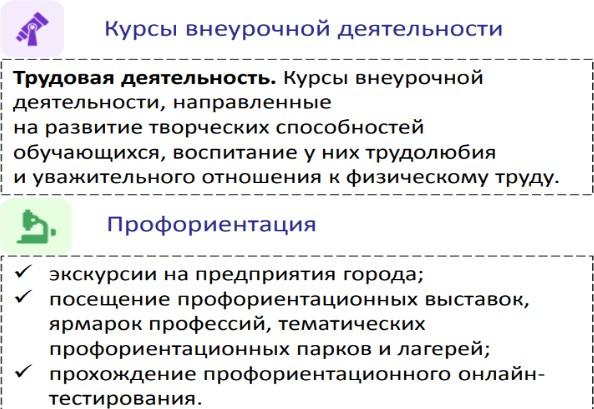 Курсы внеурочной деятельности
Трудовая деятельность. Курсы внеурочной
деятельности, направленные
на развитие творческих способностей
обучающихся, воспитание у них трудолюбия
и уважительного отношения к физическому труду.
Профориентация
✓ экскурсии на предприятия города;
✓ посещение профориентационных выставок,
ярмарок профессий, тематических
профориентационных парков и лагерей;
✓ прохождение профориентационного онлайн-
тестирования.